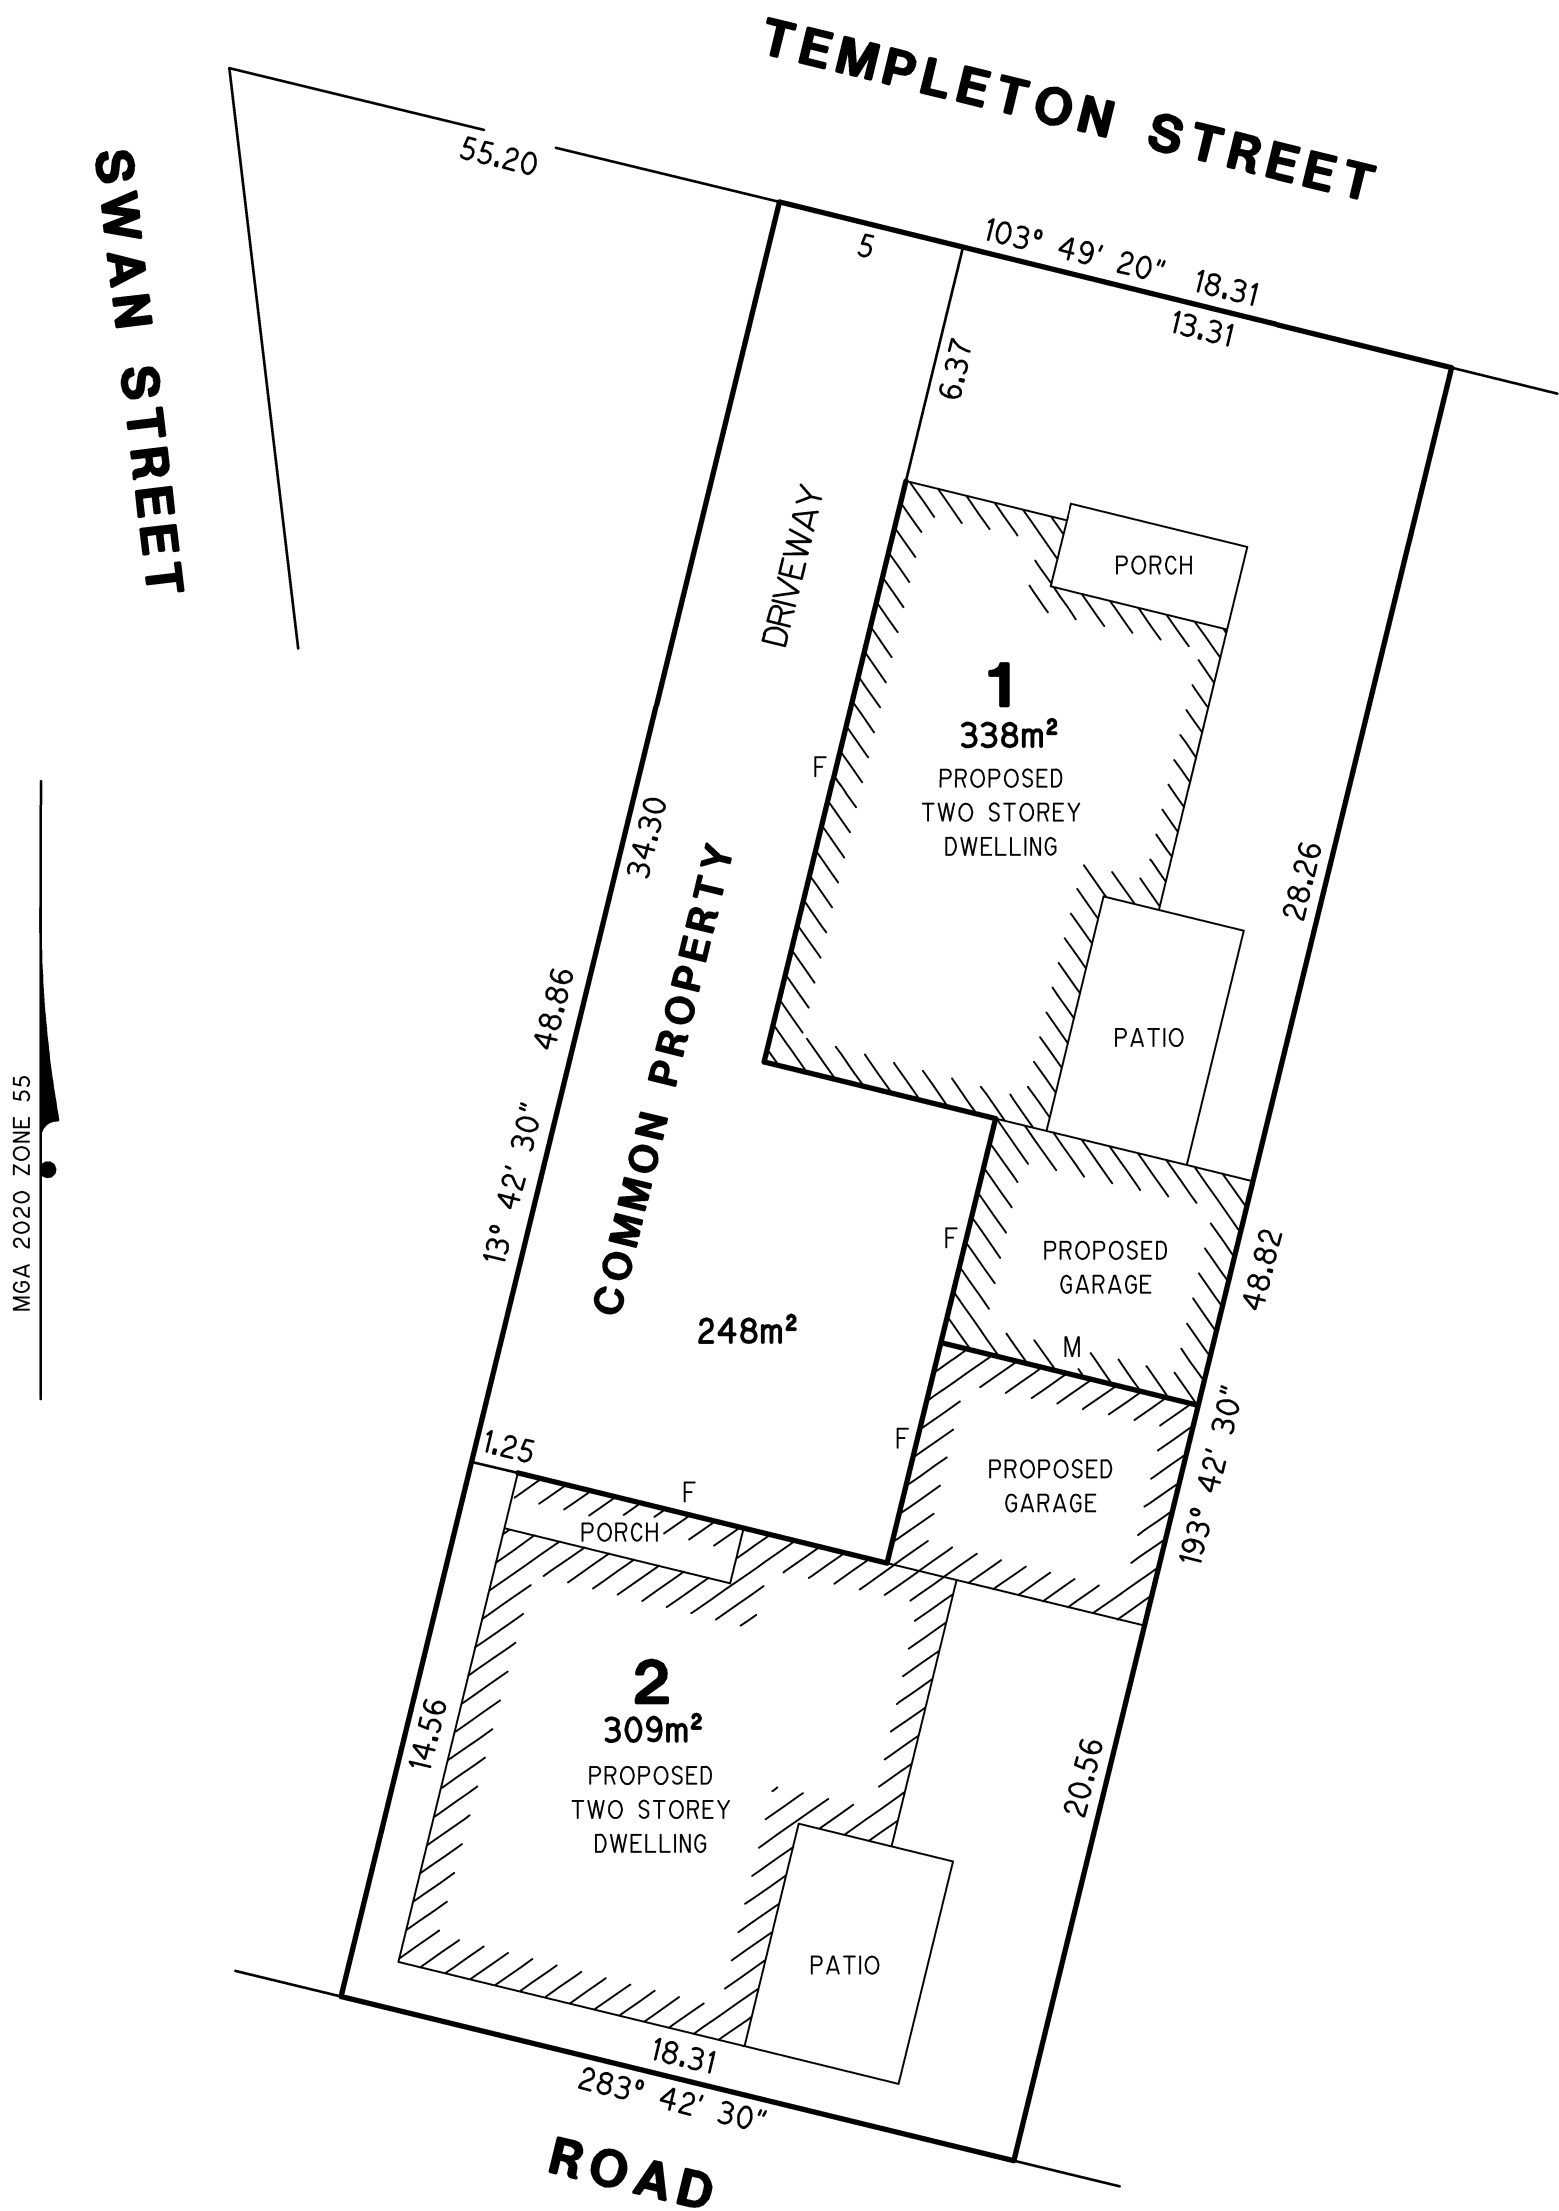 TEMPLETON STREET
SWAN STREET
55.20
5
103° 49' 20" 18.31
13.31
6.37
DRIVEWAY
PORCH
1
338m²
PROPOSED
TWO STOREY
DWELLING
F
34.30
28.26
COMMON PROPERTY
48.86
PATIO
MGA 2020 ZONE 55
13° 42' 30"
F
PROPOSED
GARAGE
48.82
248m²
M
1.25
F
F
PROPOSED
GARAGE
193° 42' 30"
PORCH
2
309m²
PROPOSED
TWO STOREY
DWELLING
14.56
20.56
PATIO
18.31
283° 42' 30"
ROAD